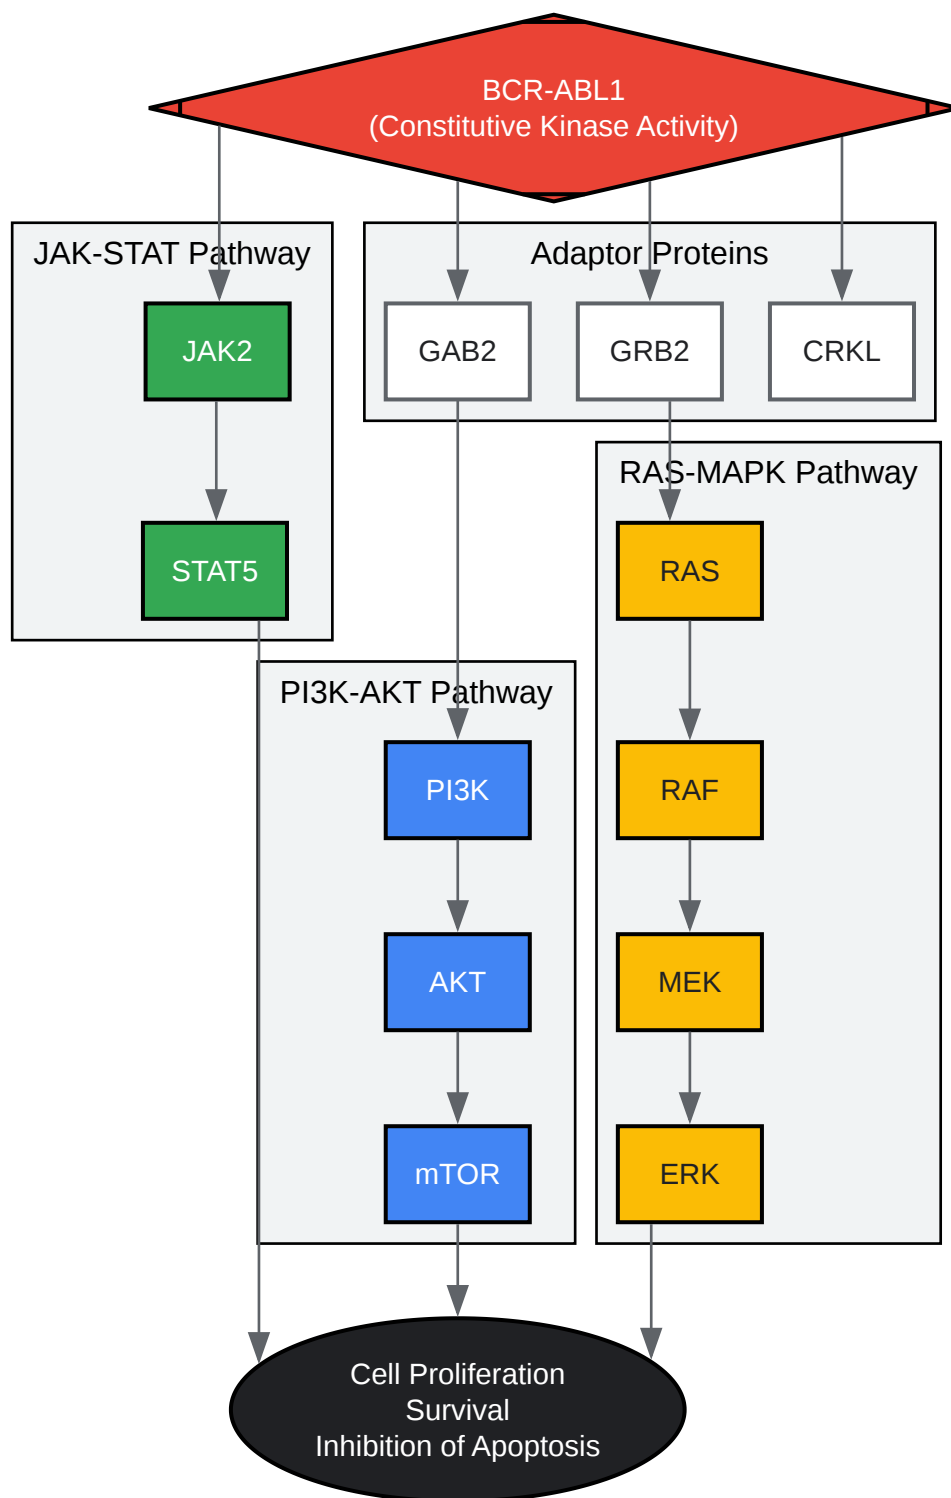 BCR-ABL1
(Constitutive Kinase Activity)
JAK-STAT Pathway
Adaptor Proteins
JAK2
GAB2
GRB2
CRKL
RAS-MAPK Pathway
STAT5
RAS
PI3K-AKT Pathway
PI3K
RAF
AKT
MEK
mTOR
ERK
Cell Proliferation
Survival
Inhibition of Apoptosis